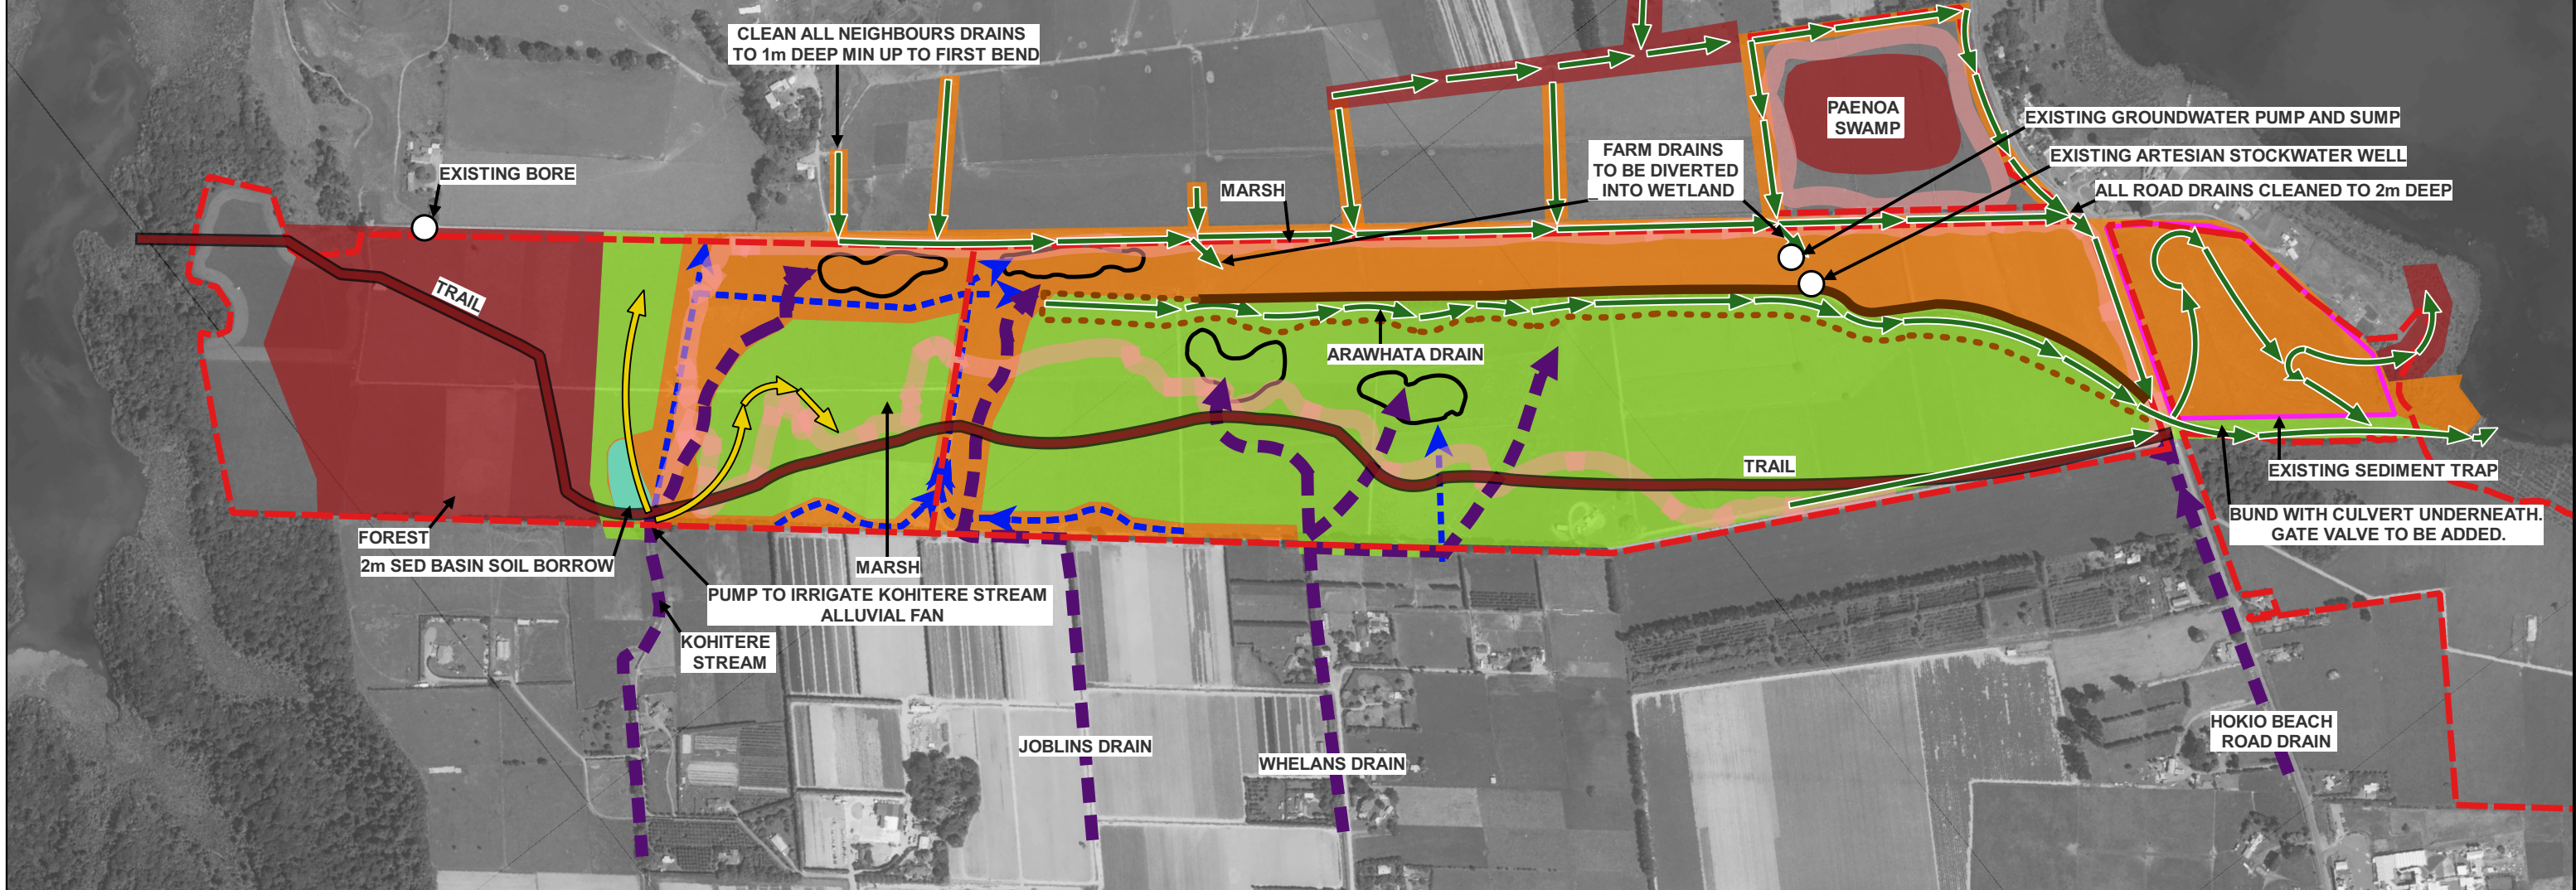 CLEAN ALL NEIGHBOURS DRAINS
TO 1m DEEP MIN UP TO FIRST BEND
PAENOA
SWAMP
EXISTING GROUNDWATER PUMP AND SUMP
FARM DRAINS
TO BE DIVERTED
INTO WETLAND
EXISTING ARTESIAN STOCKWATER WELL
EXISTING BORE
MARSH
ALL ROAD DRAINS CLEANED TO 2m DEEP
TRAIL
ARAWHATA DRAIN
TRAIL
EXISTING SEDIMENT TRAP
FOREST
2m SED BASIN SOIL BORROW
MARSH
BUND WITH CULVERT UNDERNEATH.
GATE VALVE TO BE ADDED.
PUMP TO IRRIGATE KOHITERE STREAM
ALLUVIAL FAN
KOHITERE
STREAM
JOBLINS DRAIN
WHELANS DRAIN
HOKIO BEACH
ROAD DRAIN